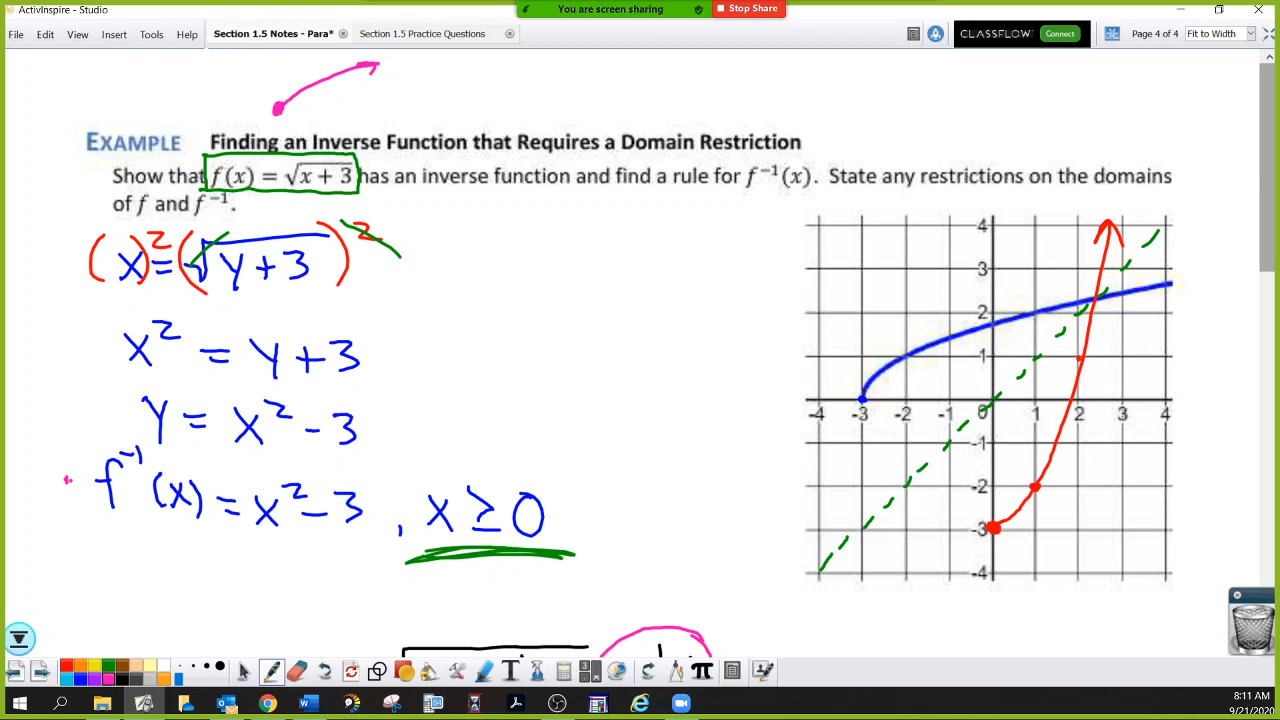 ActivInspire - Studio
You are screen sharing
Stop Share
File Edit View Insert Tools Help
Section 1.5 Notes - Para*
Section 1.5 Practice Questions
CLASSFLOW Connect
Page 4 of 4
Fit to Width
EXAMPLE Finding an Inverse Function that Requires a Domain Restriction
Show that f(x) = √x + 3 has an inverse function and find a rule for f⁻¹(x). State any restrictions on the domains
of f and f⁻¹.
(x)² = (√y + 3)²
x² = y + 3
y = x² - 3
f⁻¹(x) = x² - 3, x ≥ 0
4
3
2
1
-4 -3 -2 -1 0 1 2 3 4
-1
-2
-3
-4
8:11 AM
9/21/2020